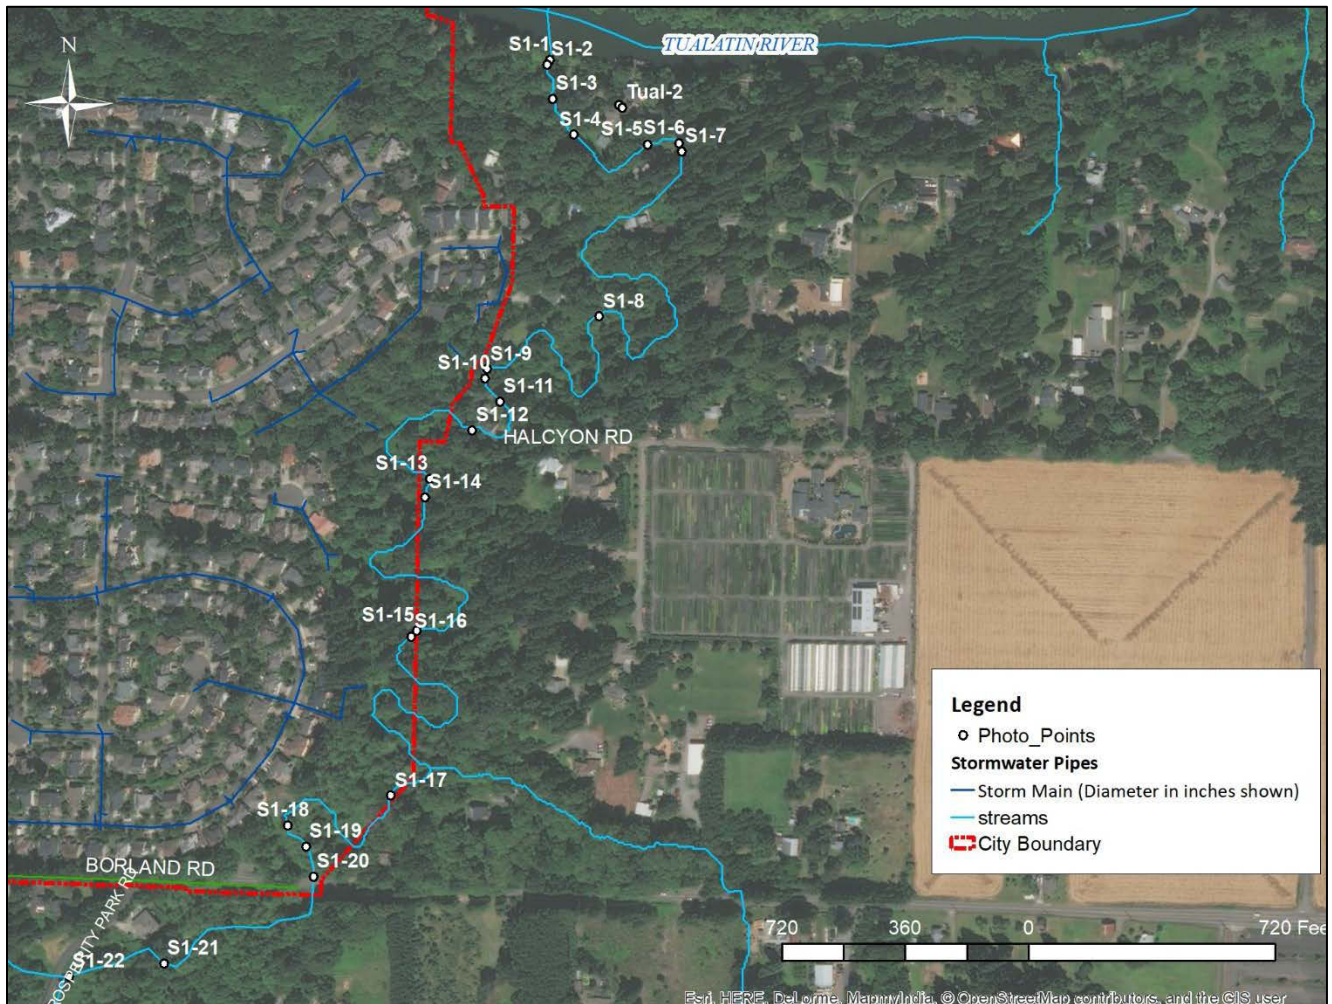 N
TUALATIN RIVER
S1-1
S1-2
S1-3
Tual-2
S1-4
S1-5
S1-6
S1-7
S1-8
S1-9
S1-10
S1-11
S1-12
HALCYON RD
S1-13
S1-14
S1-15
S1-16
S1-17
S1-18
S1-19
S1-20
BORLAND RD
S1-21
S1-22
PARK RD
Legend
Photo_Points
Stormwater Pipes
Storm Main (Diameter in inches shown)
streams
City Boundary
720 360 0 720 Fee
Esri, HERE, DeLorme, MapmyIndia, © OpenStreetMap contributors, and the GIS user